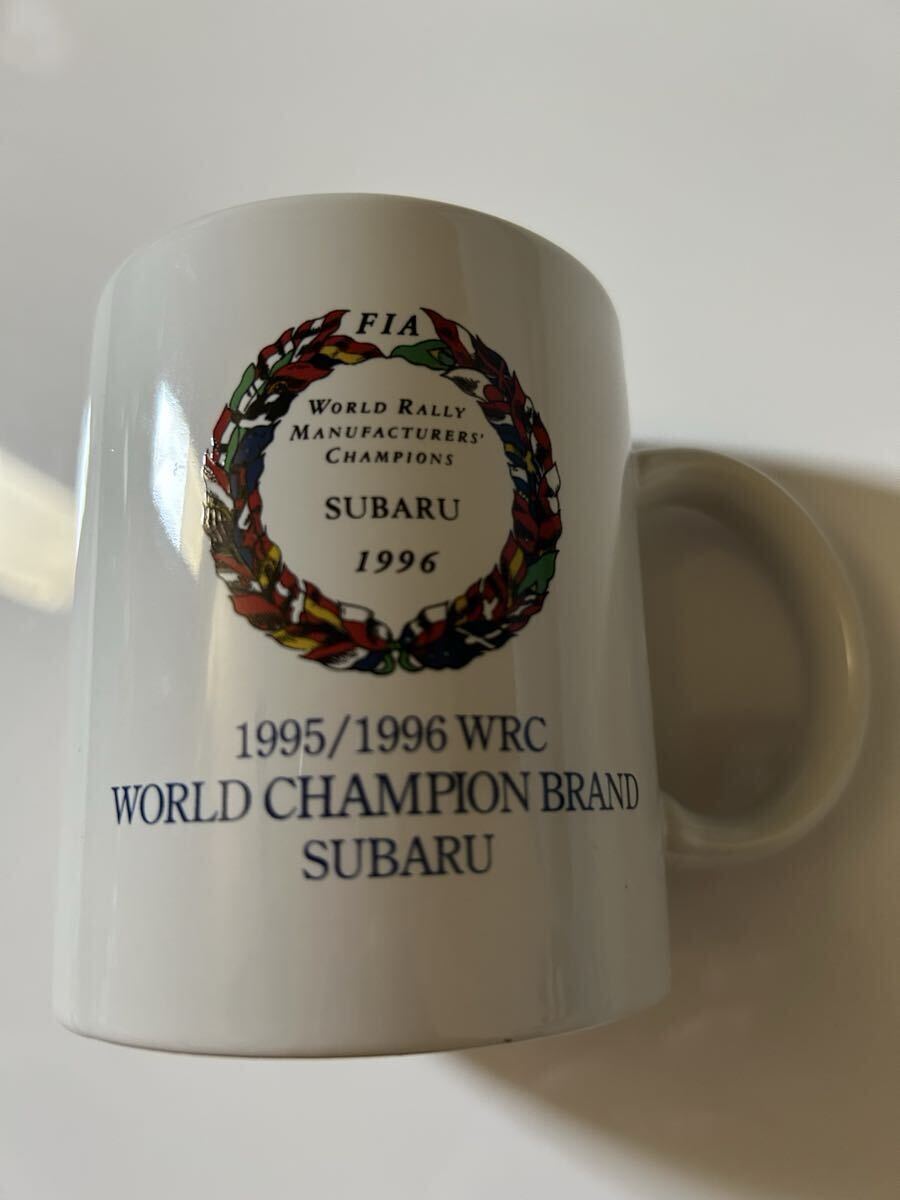 FIA
WORLD RALLY
MANUFACTURERS'
CHAMPIONS
SUBARU
1996
1995/1996 WRC
WORLD CHAMPION BRAND
SUBARU